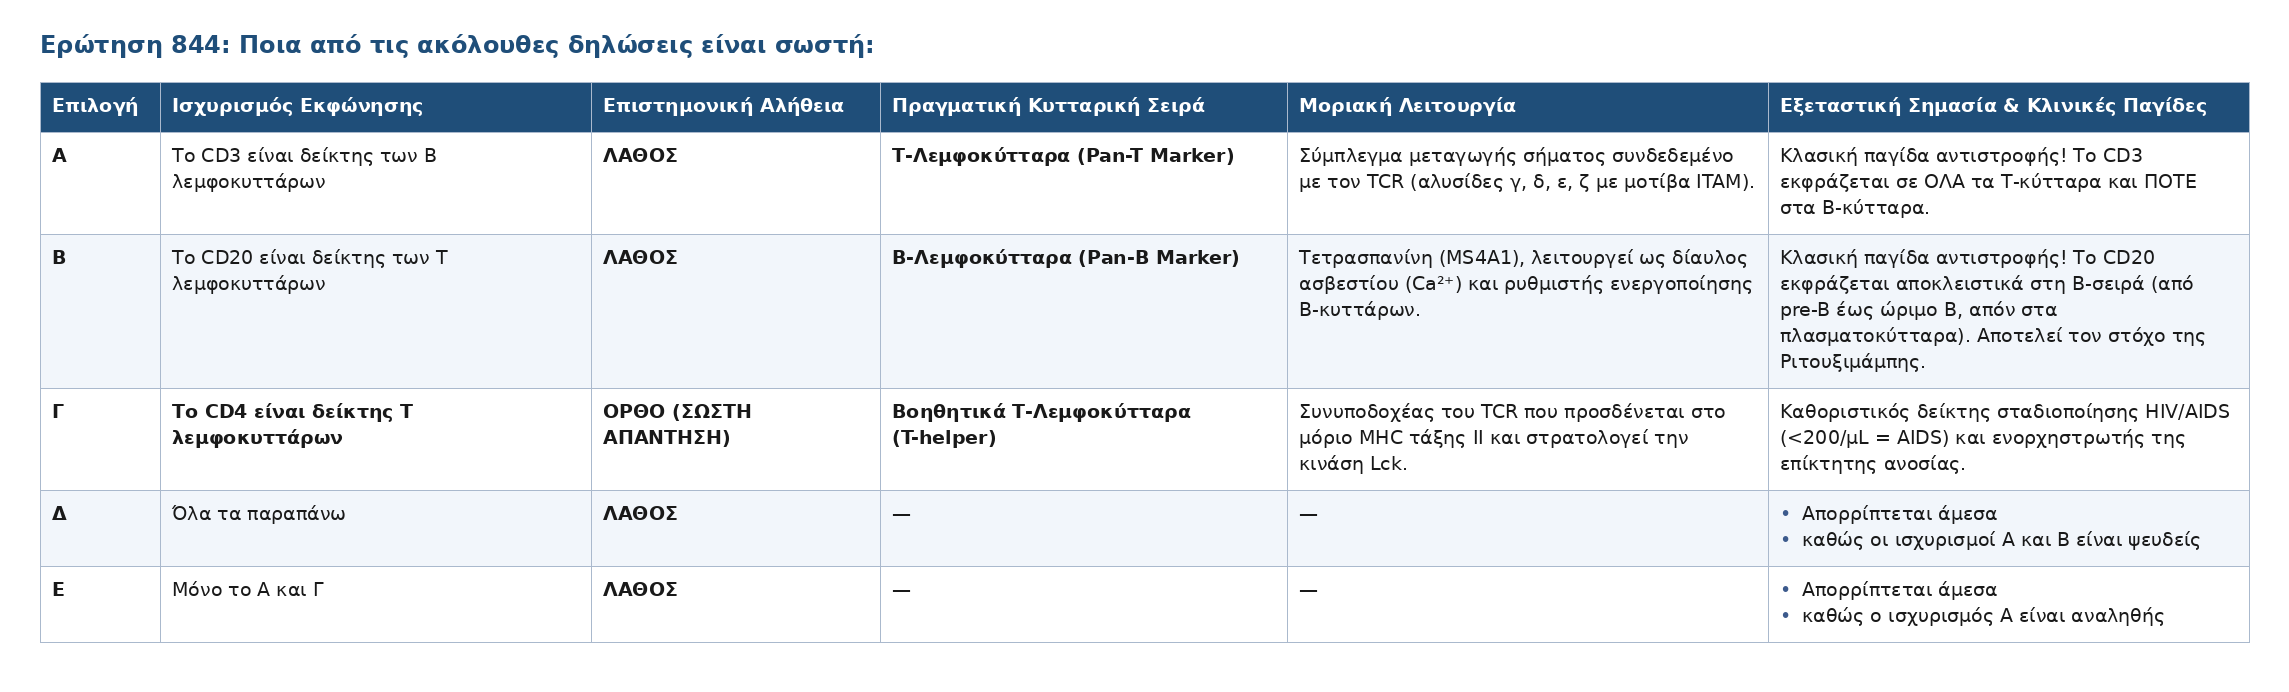 Ερώτηση 844: Ποια από τις ακόλουθες δηλώσεις είναι σωστή:
Επιλογή Ισχυρισμός Εκφώνησης Επιστημονική Αλήθεια Πραγματική Κυτταρική Σειρά Μοριακή Λειτουργία Εξεταστική Σημασία & Κλινικές Παγίδες
Α Το CD3 είναι δείκτης των Β ΛΑΘΟΣ Τ-Λεμφοκύτταρα (Pan-T Marker) Σύμπλεγμα μεταγωγής σήματος συνδεδεμένο Κλασική παγίδα αντιστροφής! Το CD3
λεμφοκυττάρων με τον TCR (αλυσίδες γ, δ, ε, ζ με μοτίβα ITAM). εκφράζεται σε ΟΛΑ τα Τ-κύτταρα και ΠΟΤΕ
στα Β-κύτταρα.
Β Το CD20 είναι δείκτης των Τ ΛΑΘΟΣ Β-Λεμφοκύτταρα (Pan-B Marker) Τετρασπανίνη (MS4A1), λειτουργεί ως δίαυλος Κλασική παγίδα αντιστροφής! Το CD20
λεμφοκυττάρων ασβεστίου (Ca²⁺) και ρυθμιστής ενεργοποίησης εκφράζεται αποκλειστικά στη Β-σειρά (από
Β-κυττάρων. pre-B έως ώριμο Β, απόν στα
πλασματοκύτταρα). Αποτελεί τον στόχο της
Ριτουξιμάμπης.
Γ Το CD4 είναι δείκτης Τ ΟΡΘΟ (ΣΩΣΤΗ Βοηθητικά Τ-Λεμφοκύτταρα Συνυποδοχέας του TCR που προσδένεται στο Καθοριστικός δείκτης σταδιοποίησης HIV/AIDS
λεμφοκυττάρων ΑΠΑΝΤΗΣΗ) (T-helper) μόριο MHC τάξης II και στρατολογεί την (<200/μL = AIDS) και ενορχηστρωτής της
κινάση Lck. επίκτητης ανοσίας.
Δ Όλα τα παραπάνω ΛΑΘΟΣ — — • Απορρίπτεται άμεσα
• καθώς οι ισχυρισμοί Α και Β είναι ψευδείς
Ε Μόνο το Α και Γ ΛΑΘΟΣ — — • Απορρίπτεται άμεσα
• καθώς ο ισχυρισμός Α είναι αναληθής